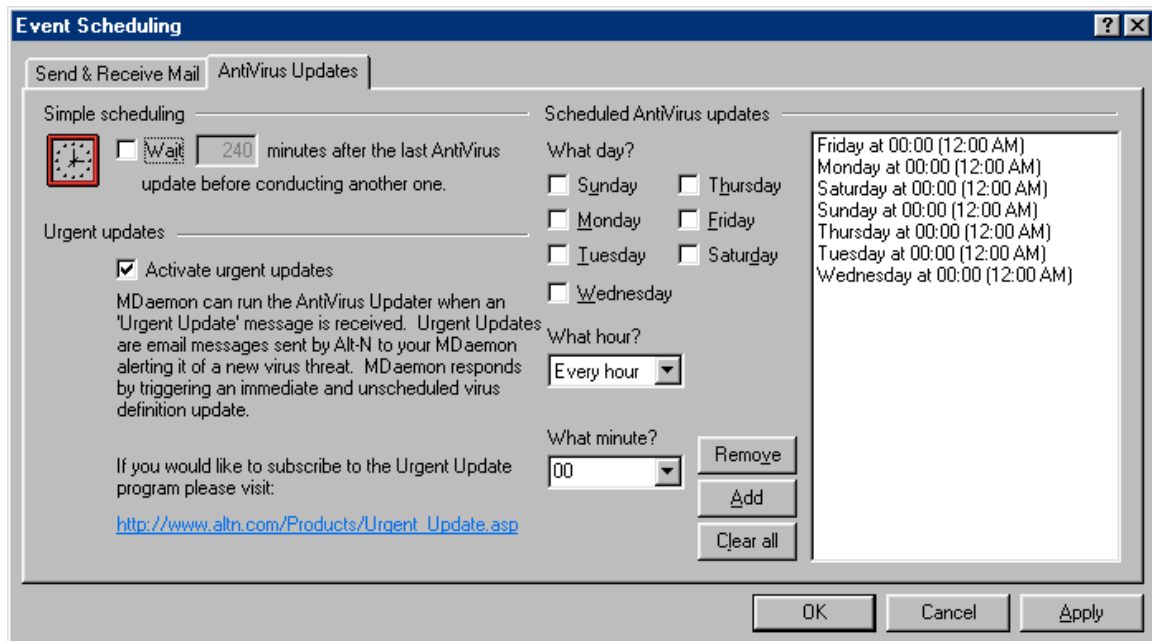 Event Scheduling
Send & Receive Mail
AntiVirus Updates
Simple scheduling
Wait 240 minutes after the last AntiVirus
update before conducting another one.
Urgent updates
Activate urgent updates
MDaemon can run the AntiVirus Updater when an
'Urgent Update' message is received. Urgent Updates
are email messages sent by Alt-N to your MDaemon
alerting it of a new virus threat. MDaemon responds
by triggering an immediate and unscheduled virus
definition update.
If you would like to subscribe to the Urgent Update
program please visit:
http://www.altn.com/Products/Urgent_Update.asp
Scheduled AntiVirus updates
What day?
Sunday
Thursday
Monday
Friday
Tuesday
Saturday
Wednesday
What hour?
Every hour
What minute?
00
Remove
Add
Clear all
Friday at 00:00 (12:00 AM)
Monday at 00:00 (12:00 AM)
Saturday at 00:00 (12:00 AM)
Sunday at 00:00 (12:00 AM)
Thursday at 00:00 (12:00 AM)
Tuesday at 00:00 (12:00 AM)
Wednesday at 00:00 (12:00 AM)
OK
Cancel
Apply